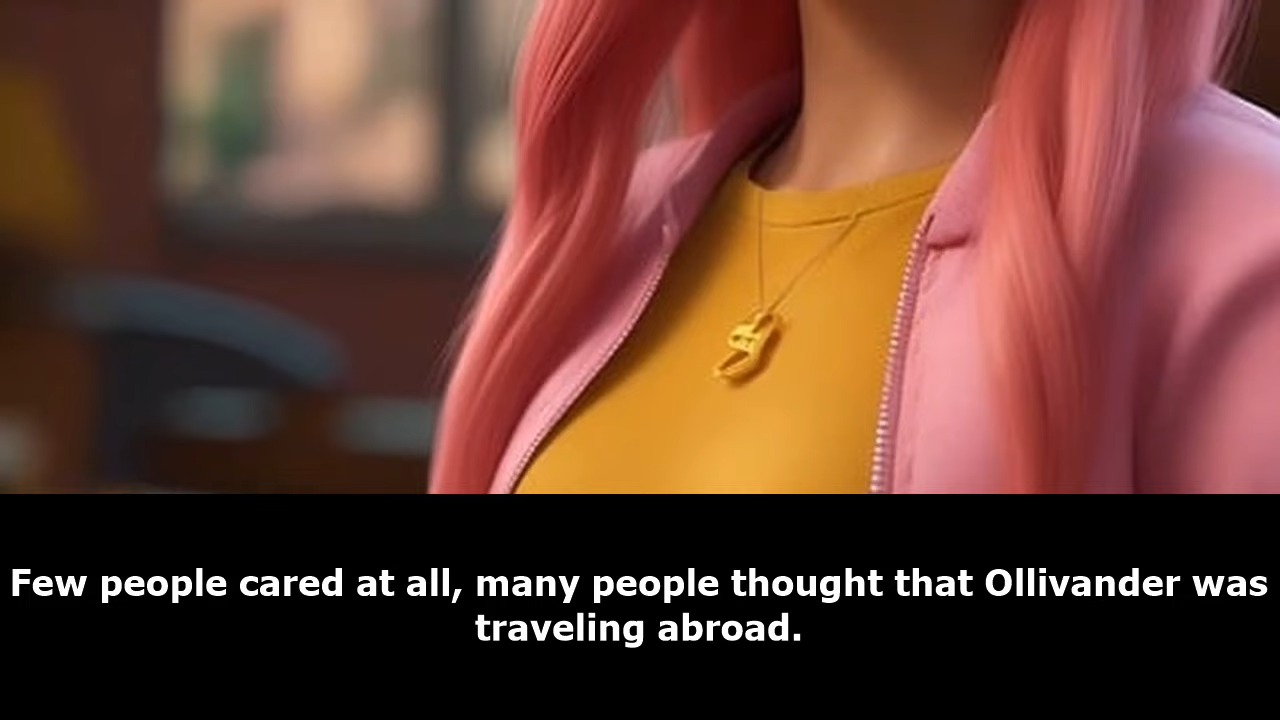 Few people cared at all, many people thought that Ollivander was
traveling abroad.